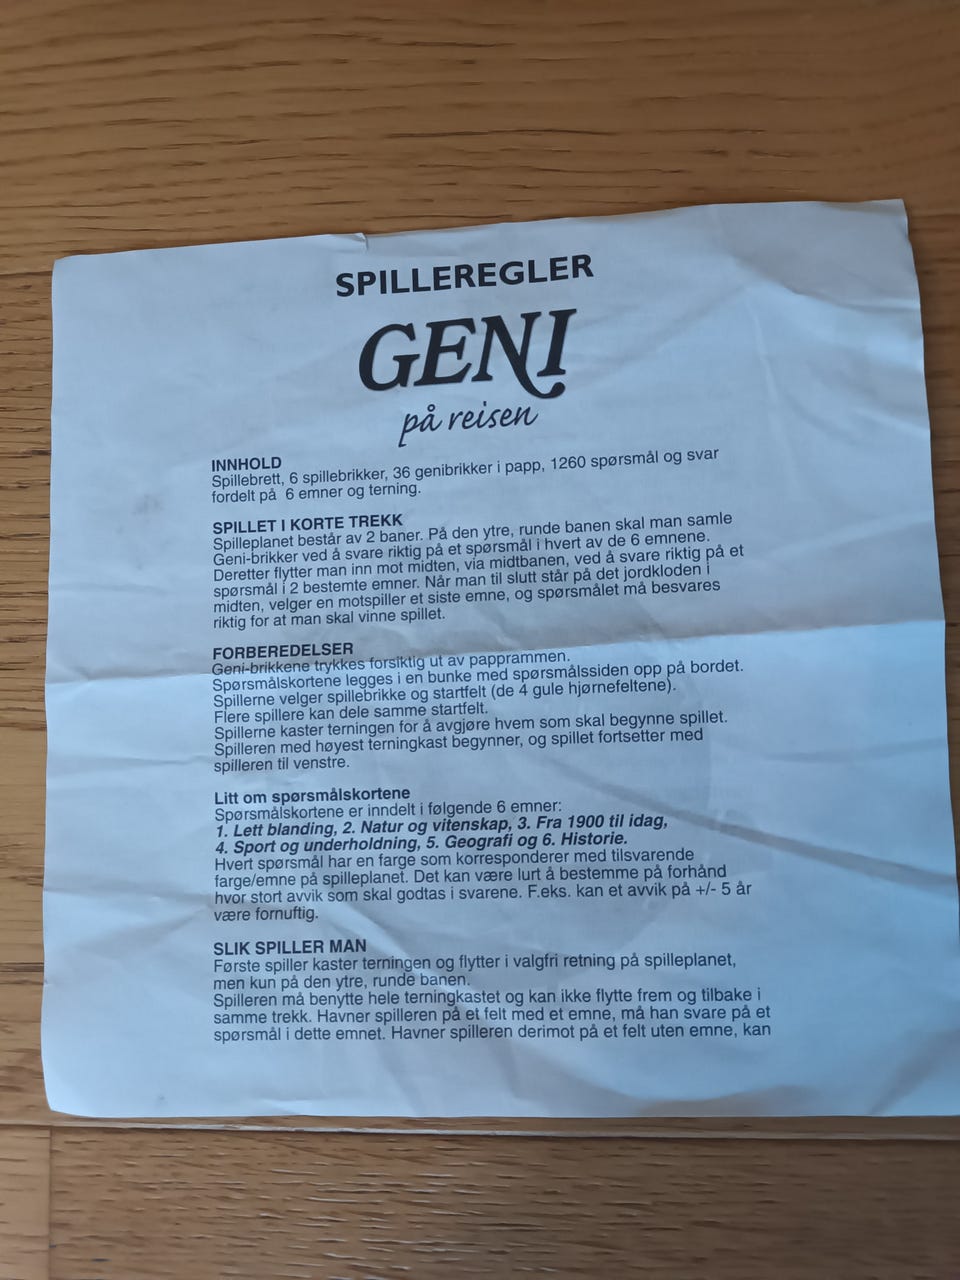 SPILLEREGLER
GENI
på reisen
INNHOLD
Spillebrett, 6 spillebrikker, 36 genibrikker i papp, 1260 spørsmål og svar
fordelt på 6 emner og terning.
SPILLET I KORTE TREKK
Spilleplanet består av 2 baner. På den ytre, runde banen skal man samle
Geni-brikker ved å svare riktig på et spørsmål i hvert av de 6 emnene.
Deretter flytter man inn mot midten, via midtbanen, ved å svare riktig på et
spørsmål i 2 bestemte emner. Når man til slutt står på det jordkloden i
midten, velger en motspiller et siste emne, og spørsmålet må besvares
riktig for at man skal vinne spillet.
FORBEREDELSER
Geni-brikkene trykkes forsiktig ut av papprammen.
Spørsmålskortene legges i en bunke med spørsmålssiden opp på bordet.
Spillerne velger spillebrikke og startfelt (de 4 gule hjørnefeltene).
Flere spillere kan dele samme startfelt.
Spillerne kaster terningen for å avgjøre hvem som skal begynne spillet.
Spilleren med høyest terningkast begynner, og spillet fortsetter med
spilleren til venstre.
Litt om spørsmålskortene
Spørsmålskortene er inndelt i følgende 6 emner:
1. Lett blanding, 2. Natur og vitenskap, 3. Fra 1900 til idag,
4. Sport og underholdning, 5. Geografi og 6. Historie.
Hvert spørsmål har en farge som korresponderer med tilsvarende
farge/emne på spilleplanet. Det kan være lurt å bestemme på forhånd
hvor stort avvik som skal godtas i svarene. F.eks. kan et avvik på +/- 5 år
være fornuftig.
SLIK SPILLER MAN
Første spiller kaster terningen og flytter i valgfri retning på spilleplanet,
men kun på den ytre, runde banen.
Spilleren må benytte hele terningkastet og kan ikke flytte frem og tilbake i
samme trekk. Havner spilleren på et felt med et emne, må han svare på et
spørsmål i dette emnet. Havner spilleren derimot på et felt uten emne, kan